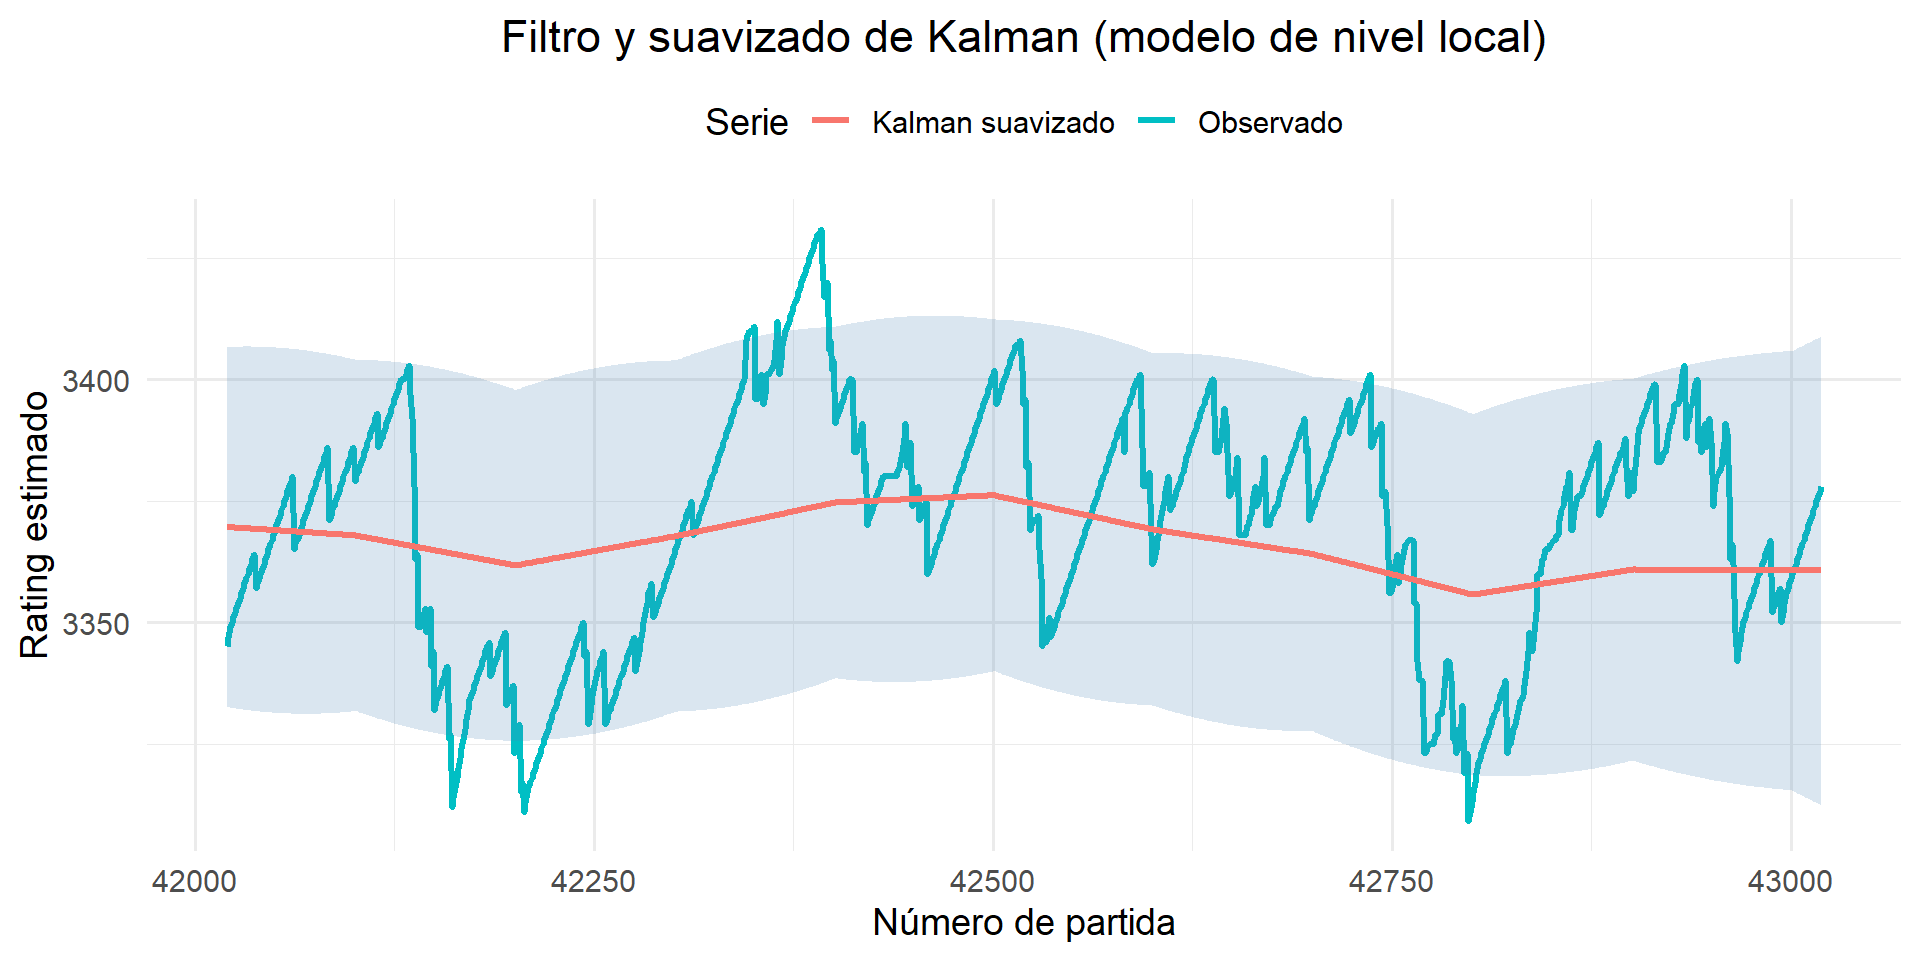 Filtro y suavizado de Kalman (modelo de nivel local)
Serie Kalman suavizado Observado
Rating estimado
3400
3350
42000 42250 42500 42750 43000
Número de partida